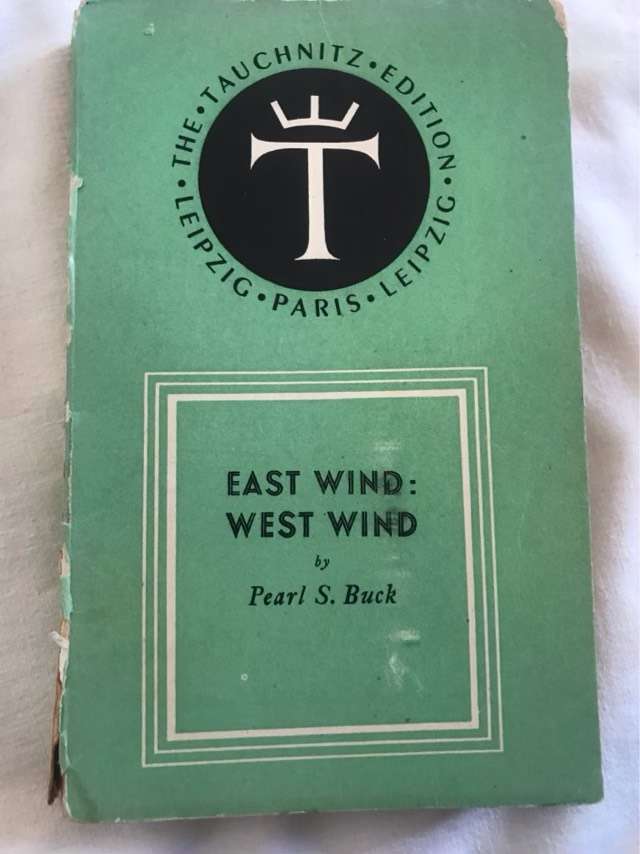 THE • TAUCHNITZ • EDITION •
LEIPZIG • PARIS • LEIPZIG •
T
EAST WIND:
WEST WIND
by
Pearl S. Buck